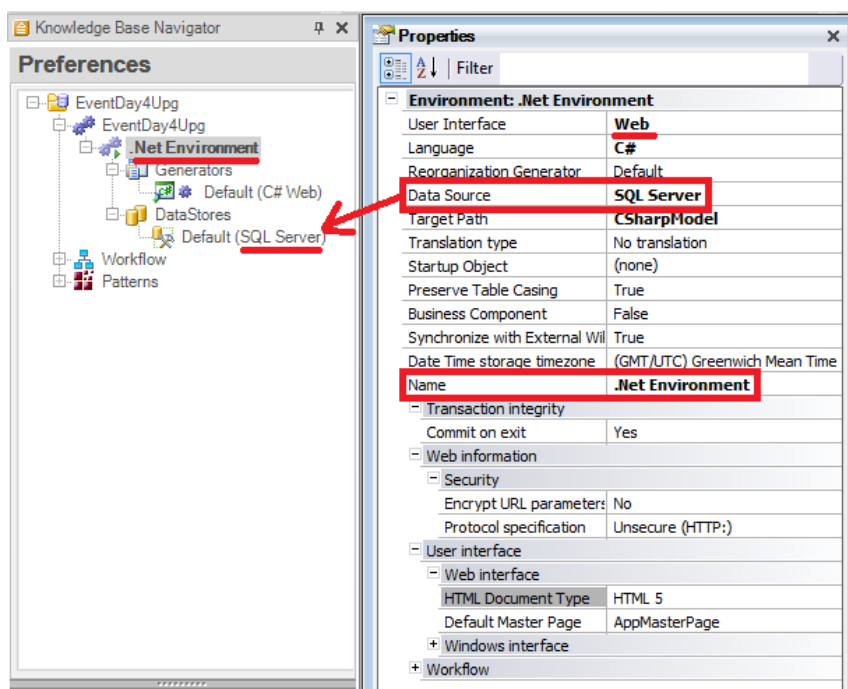 Knowledge Base Navigator
Preferences
EventDay4Upg
EventDay4Upg
.Net Environment
Generators
Default (C# Web)
DataStores
Default (SQL Server)
Workflow
Patterns
Properties
Filter
Environment: .Net Environment
User Interface Web
Language C#
Reorganization Generator Default
Data Source SQL Server
Target Path CSharpModel
Translation type No translation
Startup Object (none)
Preserve Table Casing True
Business Component False
Synchronize with External Wil True
Date Time storage timezone (GMT/UTC) Greenwich Mean Time
Name .Net Environment
Transaction integrity
Commit on exit Yes
Web information
Security
Encrypt URL parameters No
Protocol specification Unsecure (HTTP:)
User interface
Web interface
HTML Document Type HTML 5
Default Master Page AppMasterPage
Windows interface
Workflow